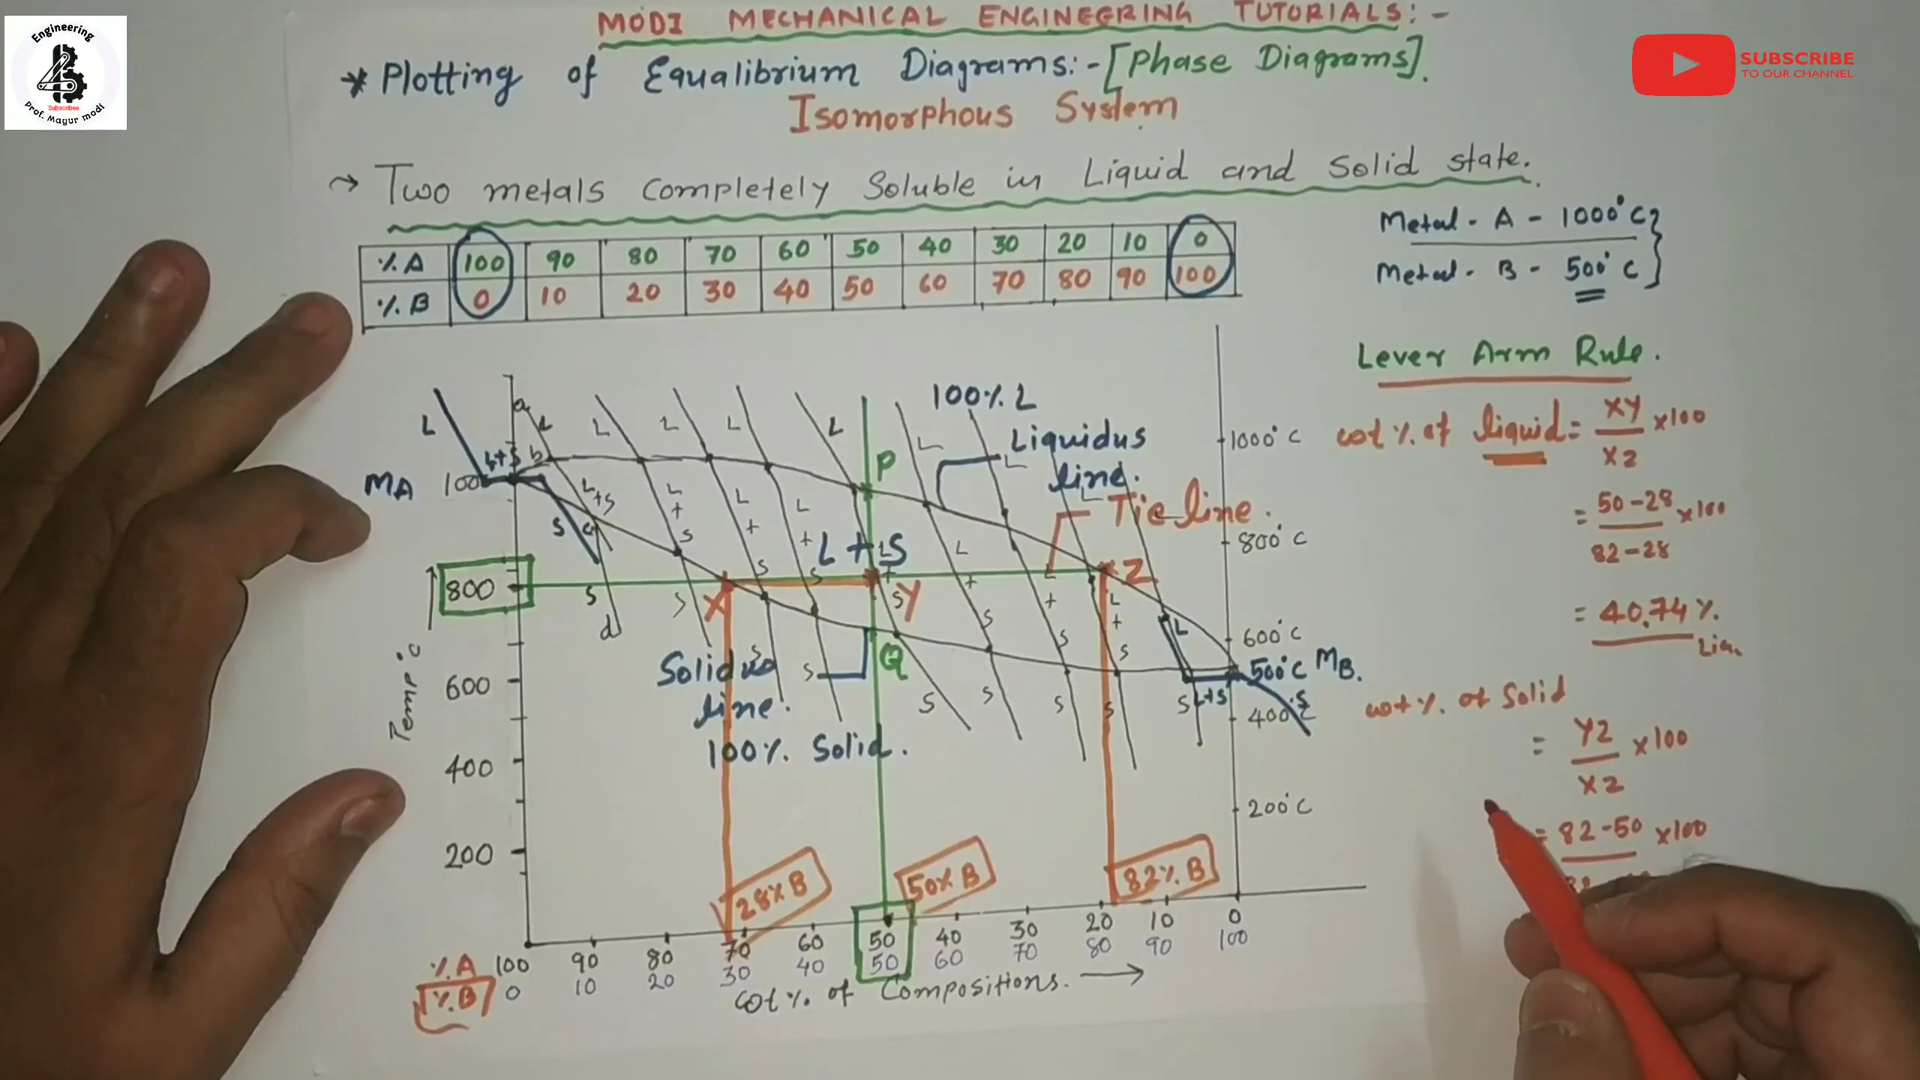 MODI MECHANICAL ENGINEERING TUTORIALS:-
Engineering
Subscribes
Prof. Mayur modi
SUBSCRIBE
TO OUR CHANNEL
* Plotting of Equalibrium Diagrams:-[Phase Diagrams].
Isomorphous System
→ Two metals completely Soluble in Liquid and Solid state.
% A 100 90 80 70 60 50 40 30 20 10 0
% B 0 10 20 30 40 50 60 70 80 90 100
Metal - A - 1000°C
Metal - B - 500°C
Lever Arm Rule.
wt % of liquid = XY/XZ ×100
= 50-28/82-28 ×100
= 40.74 %
wt % of Solid
= YZ/XZ ×100
= 82-50 ×100
100% L
Liquidus
line.
Tie line.
1000°C
800°C
600°C
500°C MB.
400°C
200°C
MA 100
L
L+S
a
b
d
P
L+S
X
Y
Z
Q
Solidus
line.
100% Solid.
Temp °C
800
600
400
200
28% B
50% B
82% B
% A 100 90 80 70 60 50 40 30 20 10 0
% B 0 10 20 30 40 50 60 70 80 90 100
wt % of Compositions. →